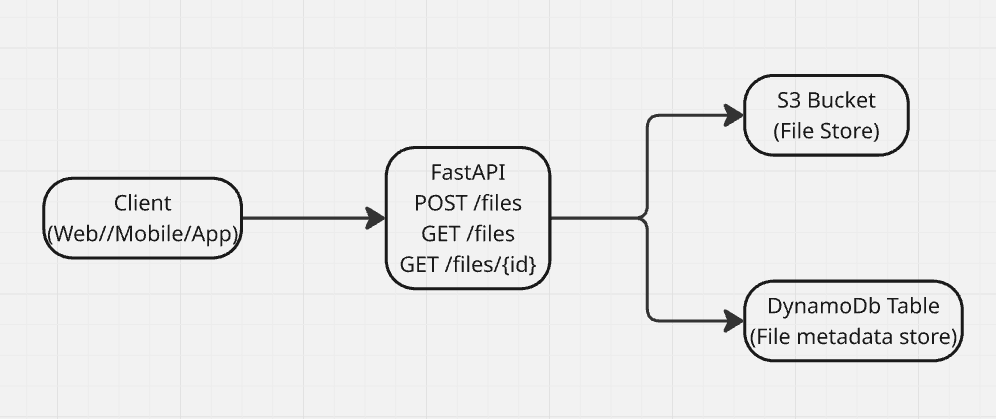 Client
(Web//Mobile/App)
FastAPI
POST /files
GET /files
GET /files/{id}
S3 Bucket
(File Store)
DynamoDb Table
(File metadata store)